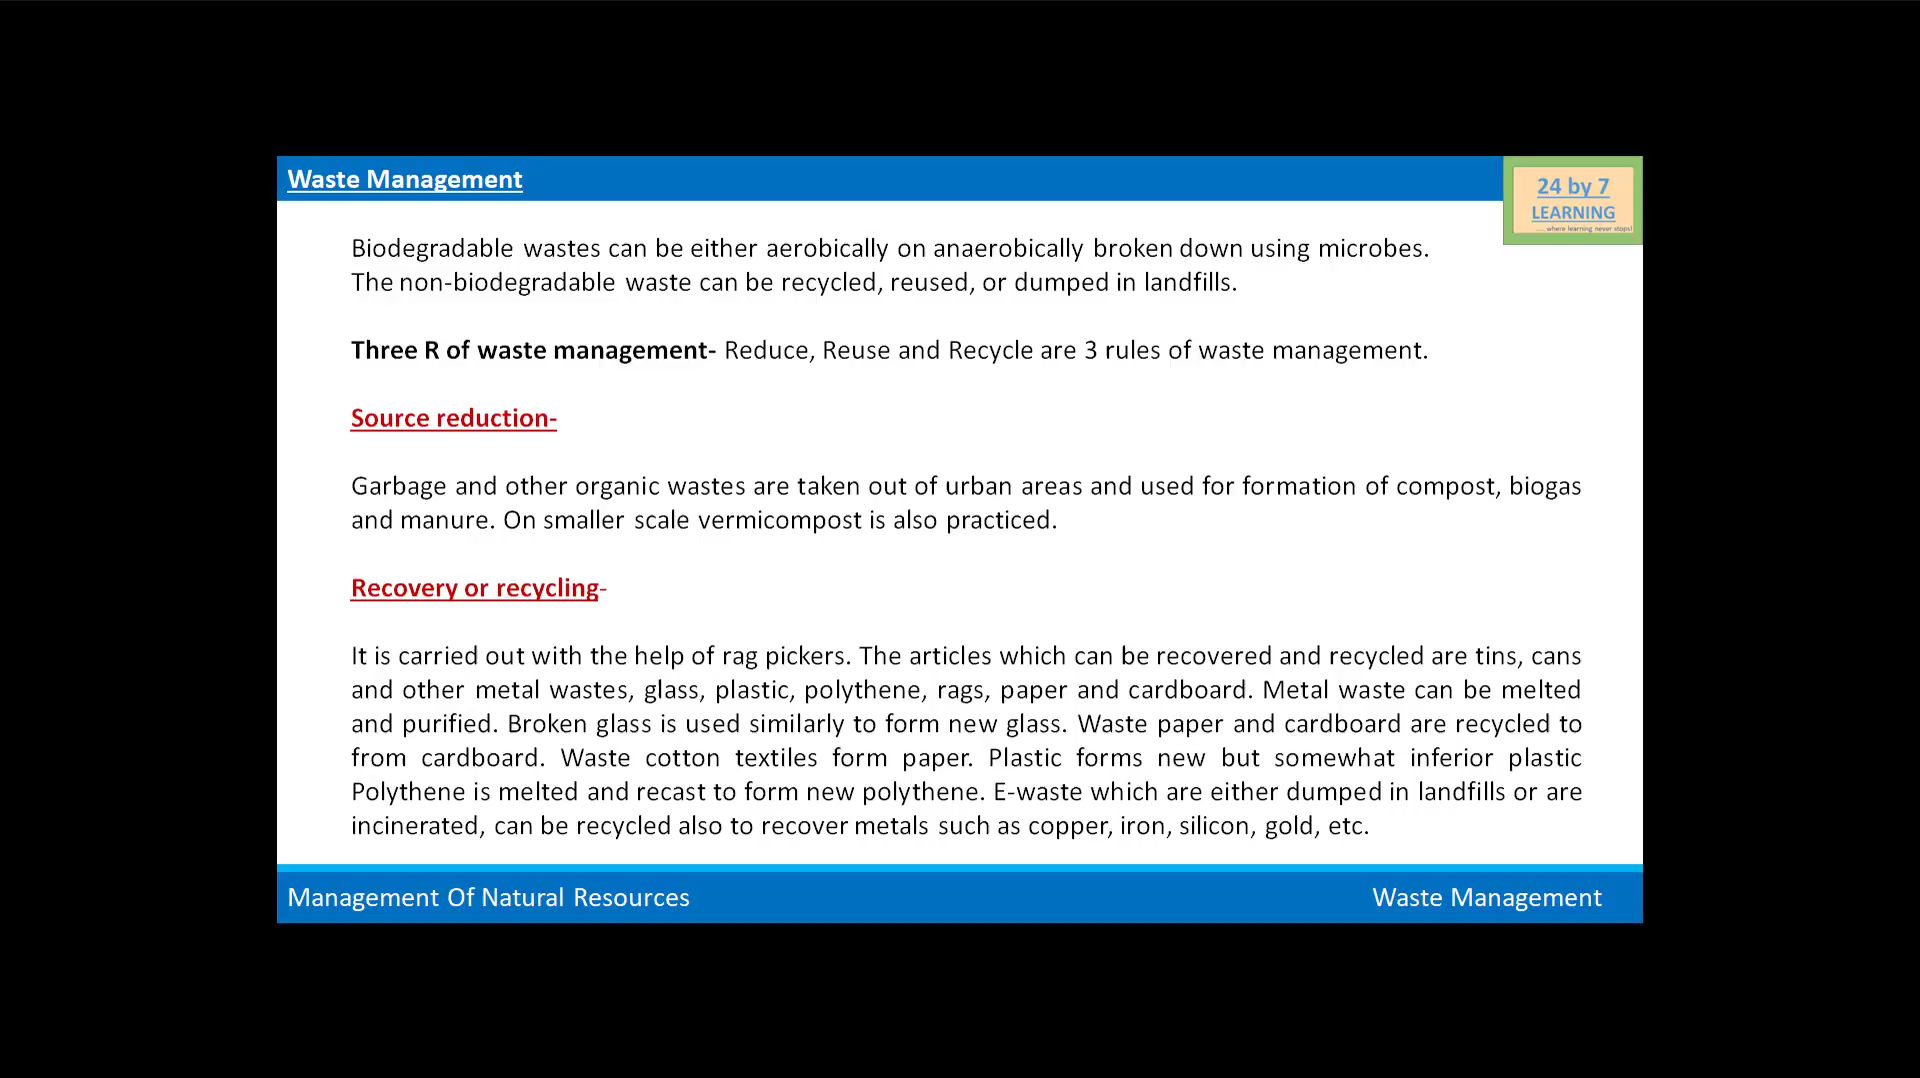 Waste Management
24 by 7
LEARNING
.... where learning never stops!
Biodegradable wastes can be either aerobically on anaerobically broken down using microbes.
The non-biodegradable waste can be recycled, reused, or dumped in landfills.
Three R of waste management- Reduce, Reuse and Recycle are 3 rules of waste management.
Source reduction-
Garbage and other organic wastes are taken out of urban areas and used for formation of compost, biogas
and manure. On smaller scale vermicompost is also practiced.
Recovery or recycling-
It is carried out with the help of rag pickers. The articles which can be recovered and recycled are tins, cans
and other metal wastes, glass, plastic, polythene, rags, paper and cardboard. Metal waste can be melted
and purified. Broken glass is used similarly to form new glass. Waste paper and cardboard are recycled to
from cardboard. Waste cotton textiles form paper. Plastic forms new but somewhat inferior plastic
Polythene is melted and recast to form new polythene. E-waste which are either dumped in landfills or are
incinerated, can be recycled also to recover metals such as copper, iron, silicon, gold, etc.
Management Of Natural Resources
Waste Management